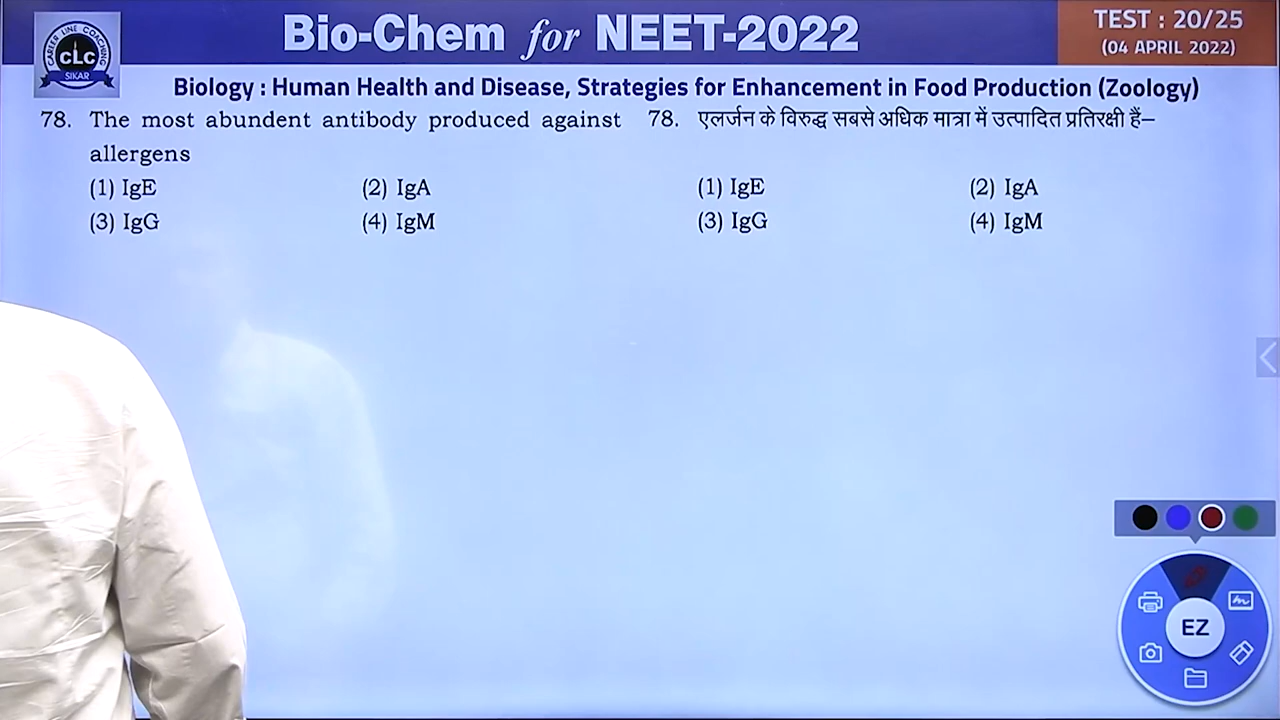 Bio-Chem for NEET-2022
TEST : 20/25
(04 APRIL 2022)
CAREER LINE COACHING
CLC
SIKAR
Biology : Human Health and Disease, Strategies for Enhancement in Food Production (Zoology)
78. The most abundent antibody produced against
allergens
(1) IgE (2) IgA
(3) IgG (4) IgM
78. एलर्जन के विरुद्ध सबसे अधिक मात्रा में उत्पादित प्रतिरक्षी हैं–
(1) IgE (2) IgA
(3) IgG (4) IgM
EZ